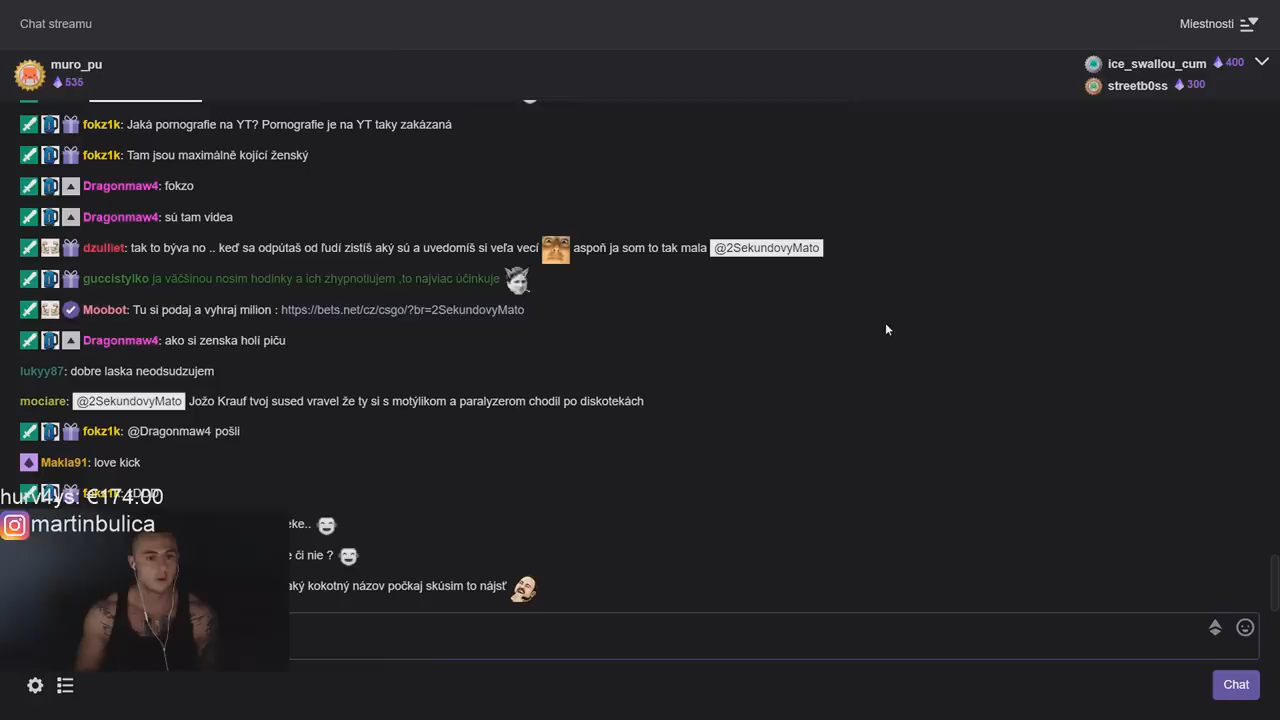 Chat streamu
Miestnosti
muro_pu
535
ice_swallou_cum 400
streetb0ss 300
fokz1k: Jaká pornografie na YT? Pornografie je na YT taky zakázaná
fokz1k: Tam jsou maximálně kojící ženský
Dragonmaw4: fokzo
Dragonmaw4: sú tam videa
dzulliet: tak to býva no .. keď sa odpútaš od ľudí zistíš aký sú a uvedomíš si veľa vecí aspoň ja som to tak mala @2SekundovyMato
guccistylko ja väčšinou nosim hodinky a ich zhypnotiujem ,to najviac účinkuje
Moobot: Tu si podaj a vyhraj milion : https://bets.net/cz/csgo/?br=2SekundovyMato
Dragonmaw4: ako si zenska holi piču
lukyy87: dobre laska neodsudzujem
mociare: @2SekundovyMato Jožo Krauf tvoj sused vravel že ty si s motýlikom a paralyzerom chodil po diskotekách
fokz1k: @Dragonmaw4 pošli
Makla91: love kick
fokz1k: :DDD
hurv4ys: €174.00
martinbulica
eke..
e či nie ?
aký kokotný názov počkaj skúsim to nájsť
Chat